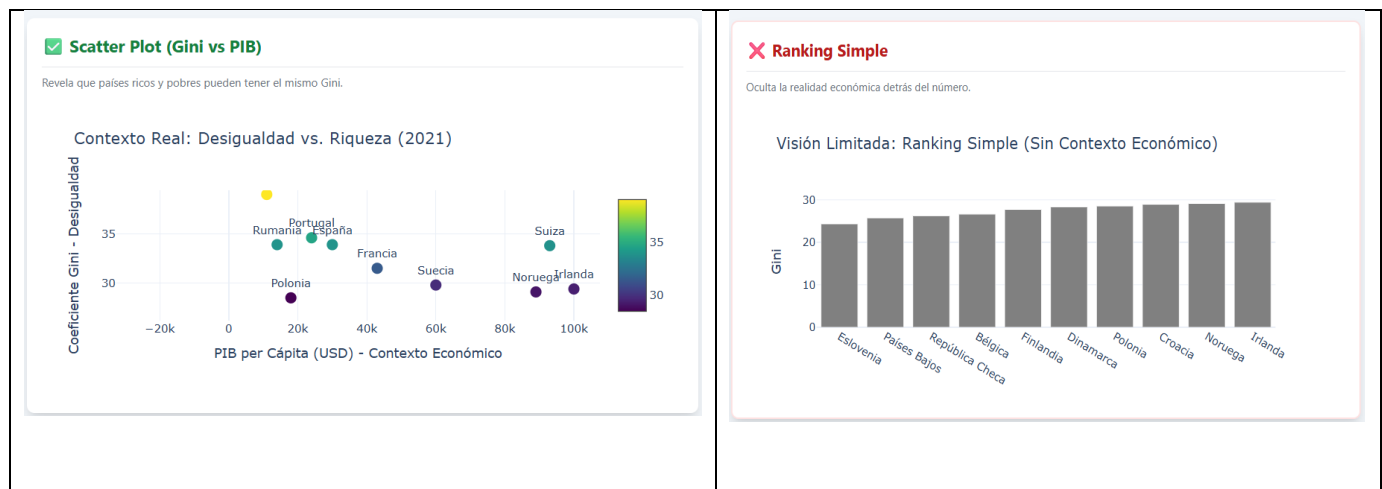 ✅ Scatter Plot (Gini vs PIB)
Revela que países ricos y pobres pueden tener el mismo Gini.
Contexto Real: Desigualdad vs. Riqueza (2021)
Coeficiente Gini - Desigualdad
35
30
Rumania
Portugal
España
Polonia
Francia
Suecia
Suiza
Noruega
Irlanda
35
30
−20k
0
20k
40k
60k
80k
100k
PIB per Cápita (USD) - Contexto Económico
❌ Ranking Simple
Oculta la realidad económica detrás del número.
Visión Limitada: Ranking Simple (Sin Contexto Económico)
Gini
30
20
10
0
Eslovenia
Países Bajos
República Checa
Bélgica
Finlandia
Dinamarca
Polonia
Croacia
Noruega
Irlanda